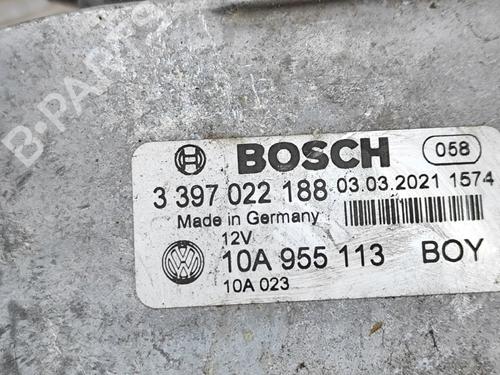 B-PARTS
BOSCH 058
3 397 022 188 03.03.2021 1574
Made in Germany
12V
10A 955 113 BOY
10A 023